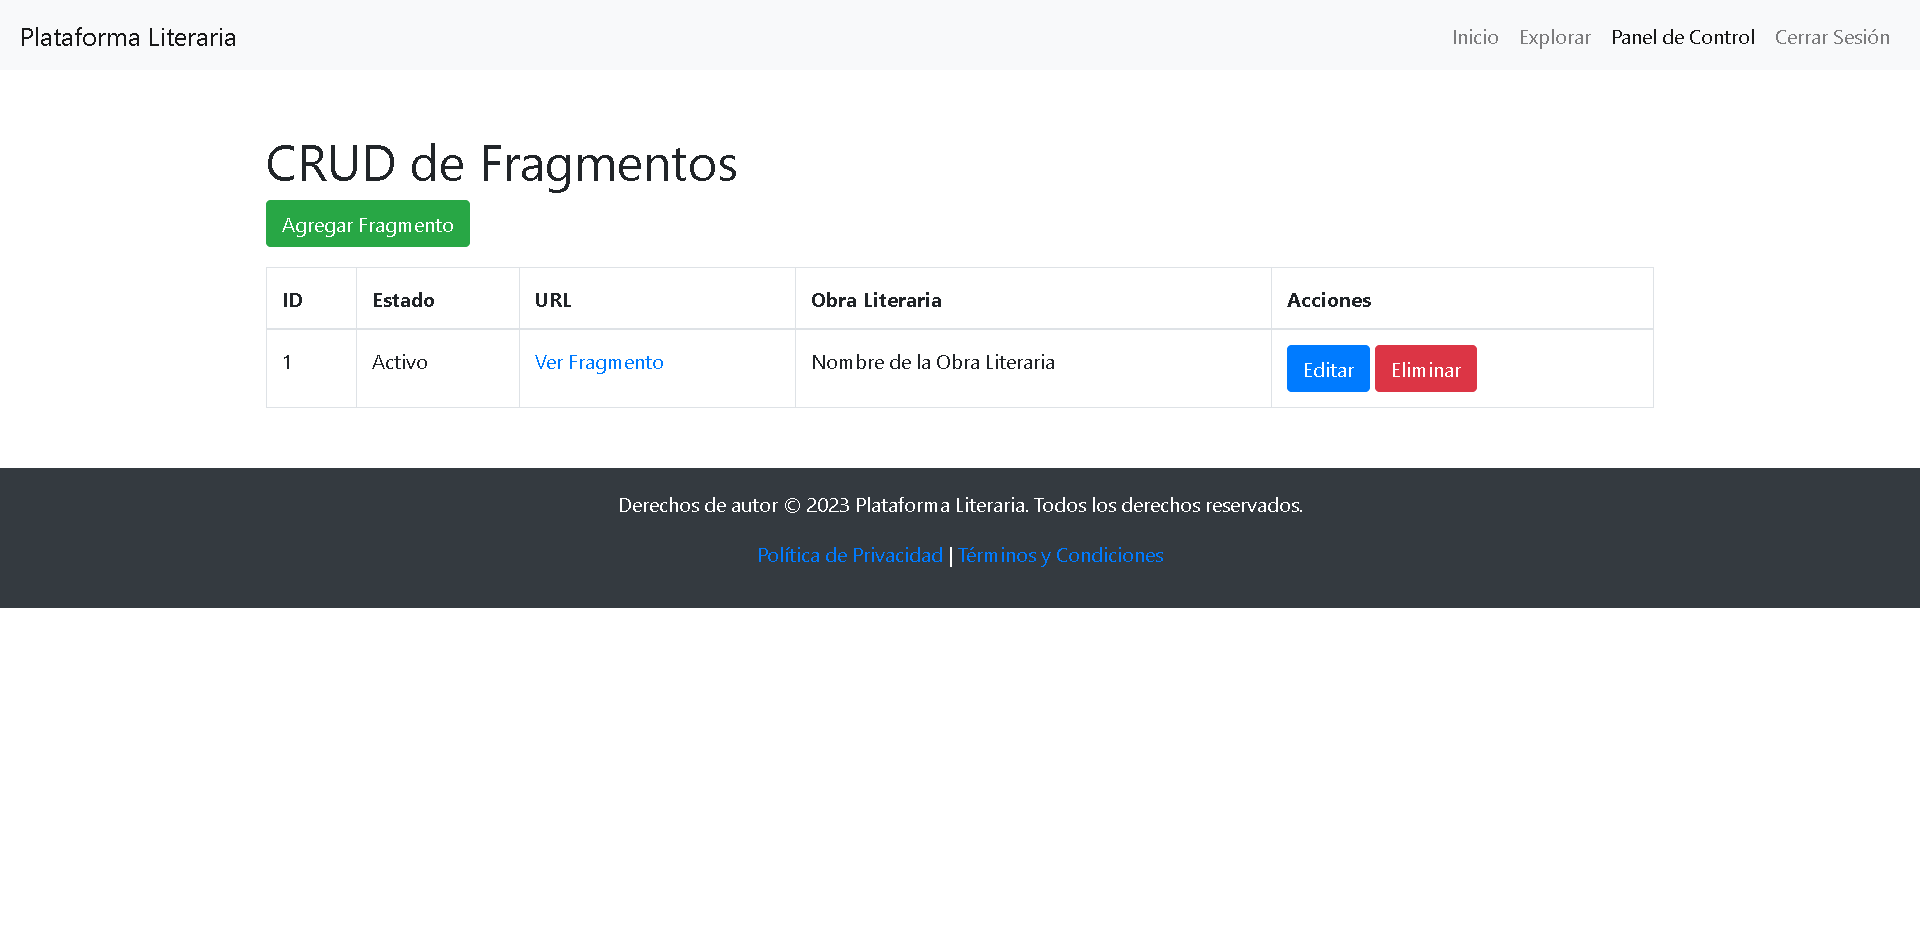 Plataforma Literaria Inicio Explorar Panel de Control Cerrar Sesión
CRUD de Fragmentos
Agregar Fragmento
ID Estado URL Obra Literaria Acciones
1 Activo Ver Fragmento Nombre de la Obra Literaria Editar Eliminar
Derechos de autor © 2023 Plataforma Literaria. Todos los derechos reservados.
Política de Privacidad | Términos y Condiciones